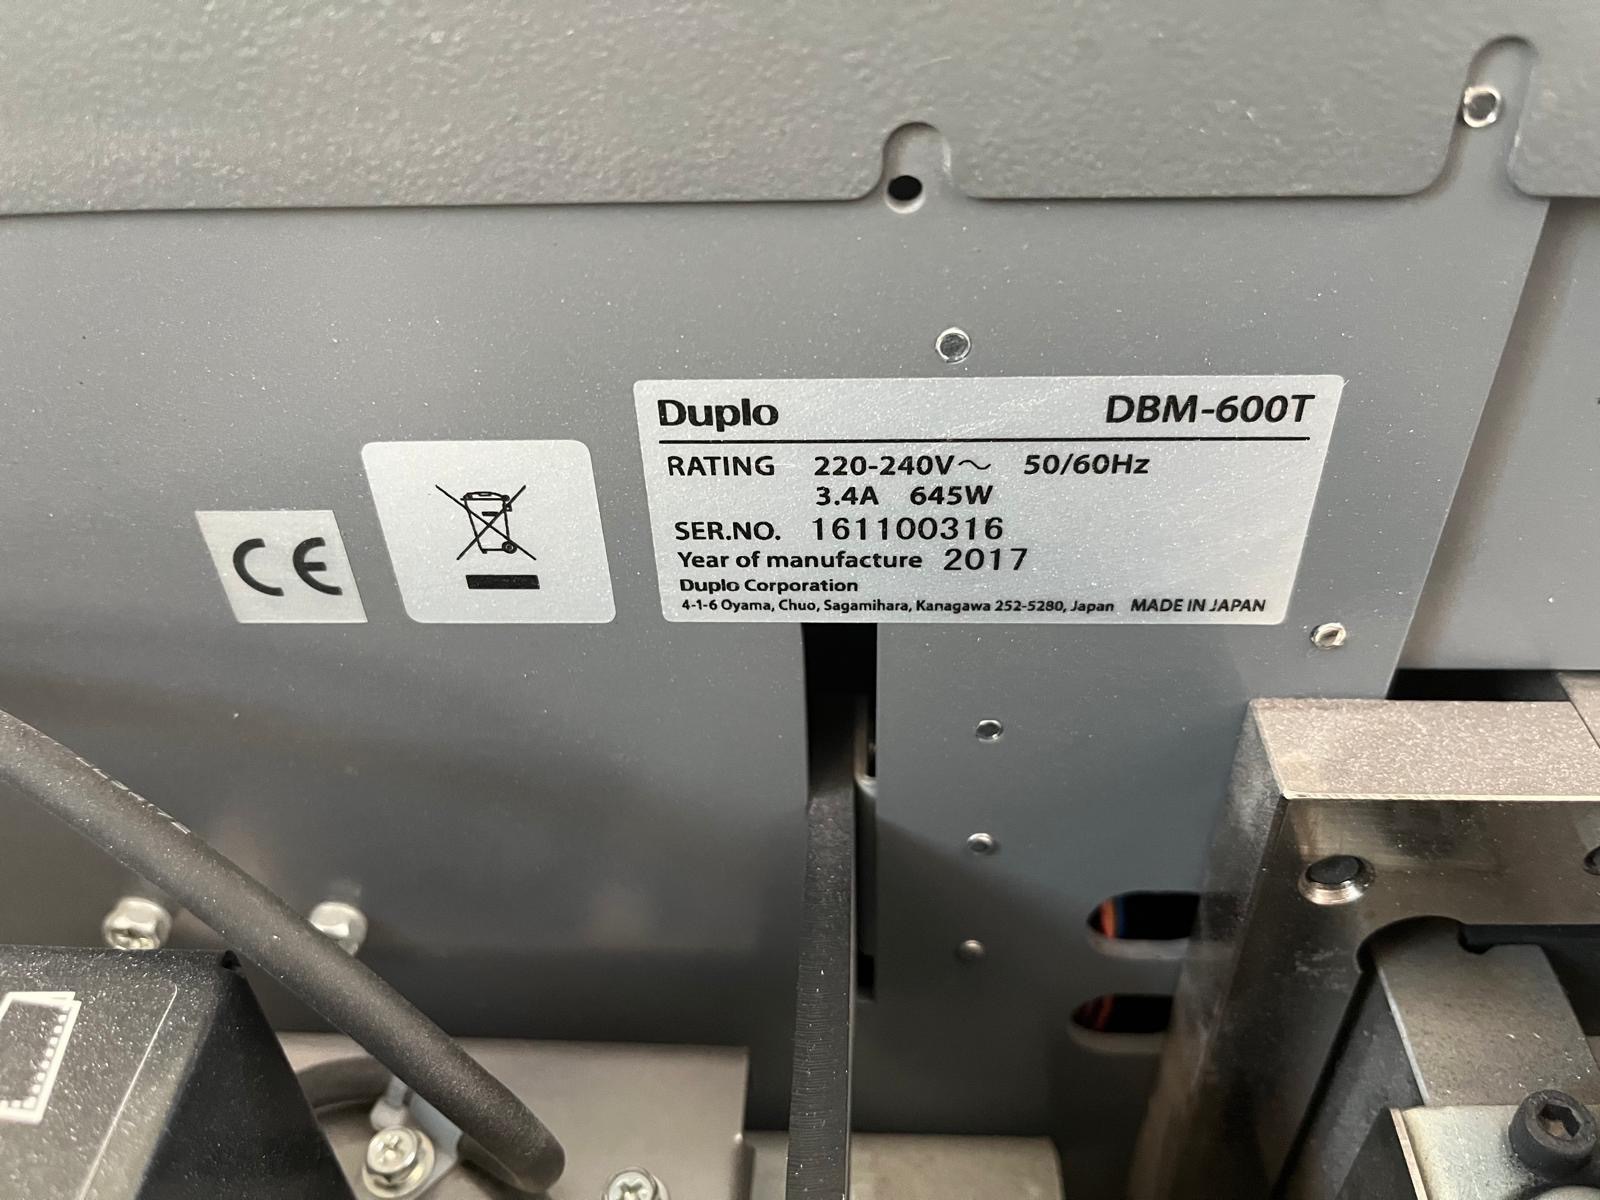 Duplo DBM-600T
RATING 220-240V～ 50/60Hz
3.4A 645W
SER.NO. 161100316
Year of manufacture 2017
Duplo Corporation
4-1-6 Oyama, Chuo, Sagamihara, Kanagawa 252-5280, Japan MADE IN JAPAN
CE